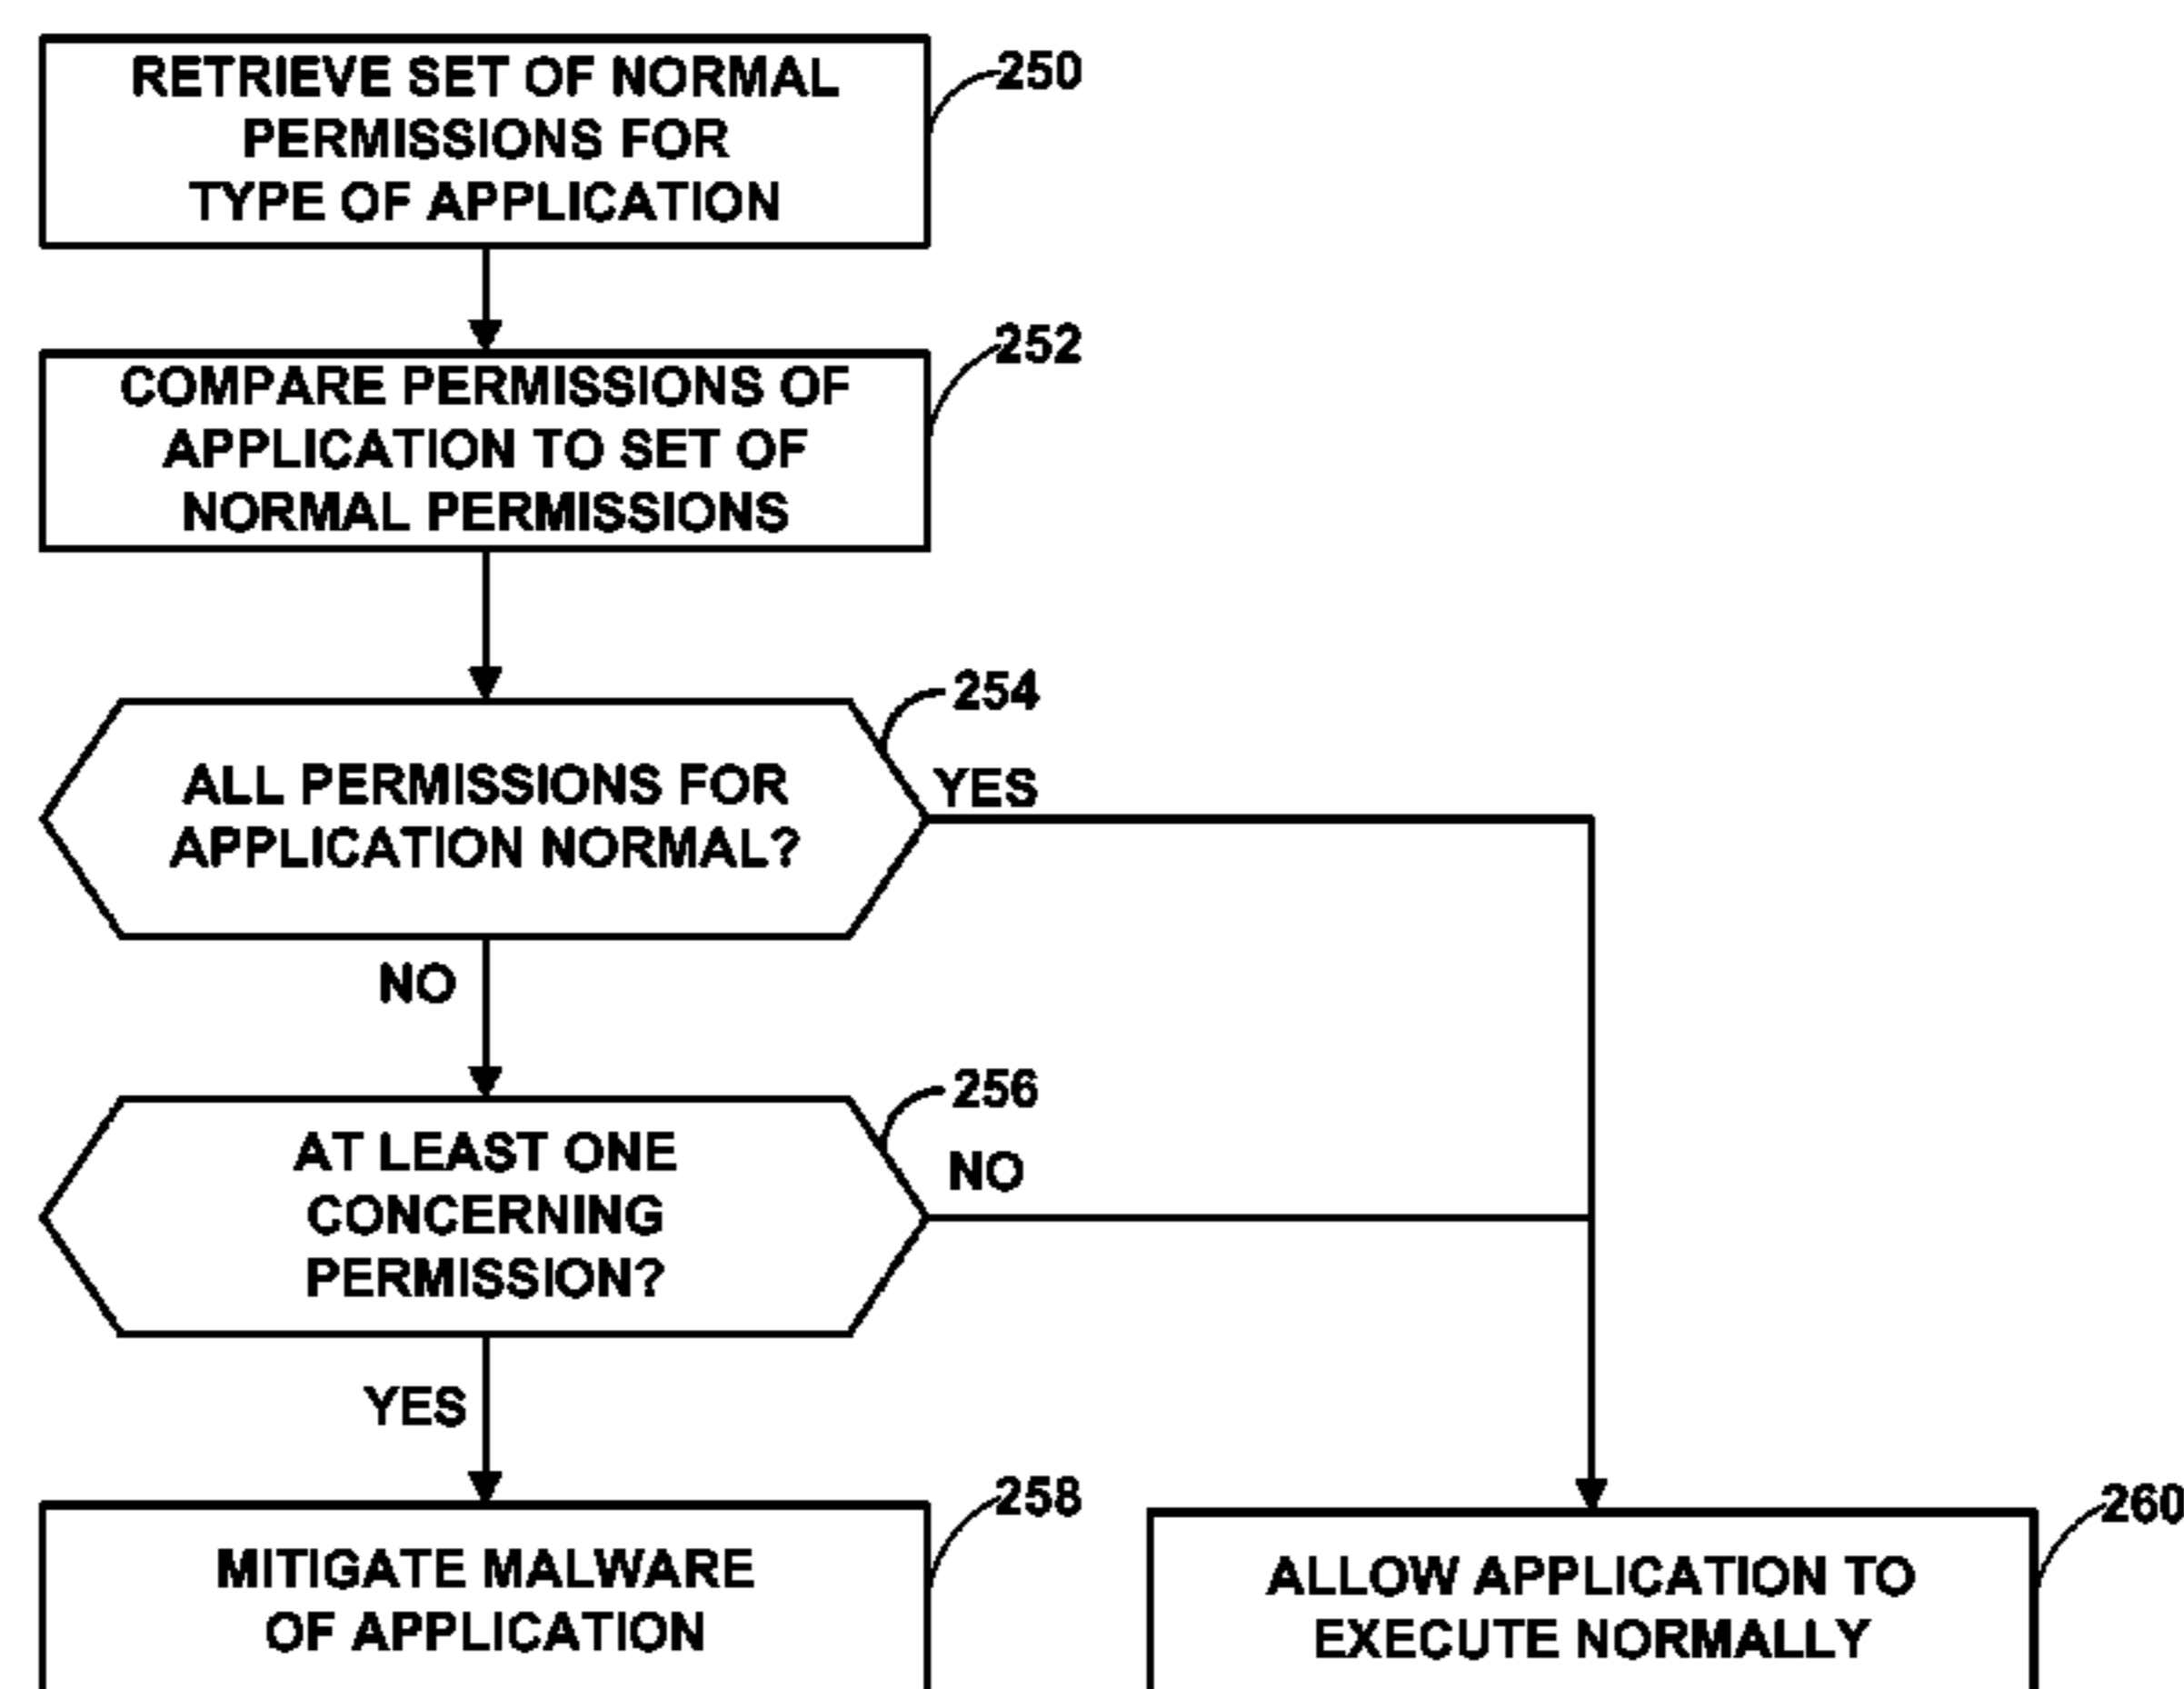 RETRIEVE SET OF NORMAL
PERMISSIONS FOR
TYPE OF APPLICATION
250
COMPARE PERMISSIONS OF
APPLICATION TO SET OF
NORMAL PERMISSIONS
252
254
ALL PERMISSIONS FOR
APPLICATION NORMAL?
YES
NO
256
AT LEAST ONE
CONCERNING
PERMISSION?
NO
YES
258
MITIGATE MALWARE
OF APPLICATION
260
ALLOW APPLICATION TO
EXECUTE NORMALLY